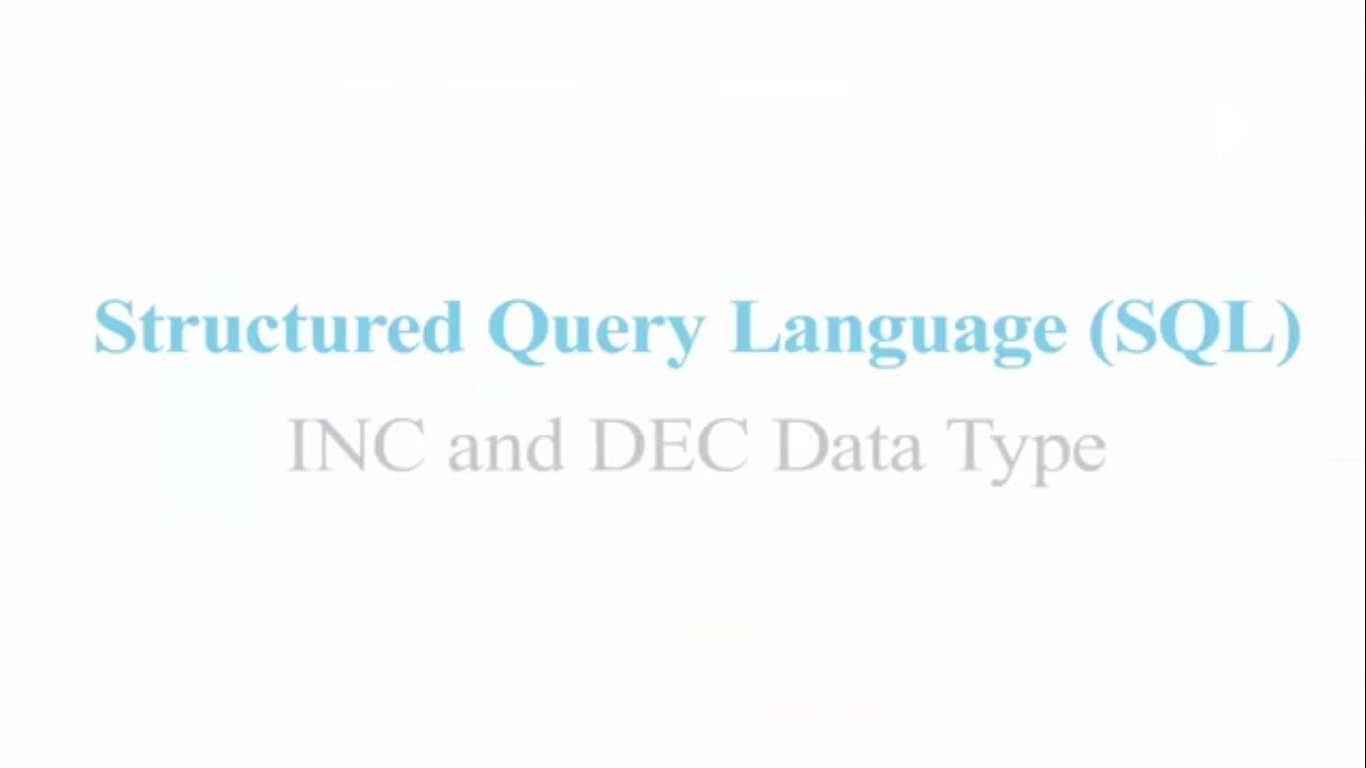 Structured Query Language (SQL)
INC and DEC Data Type